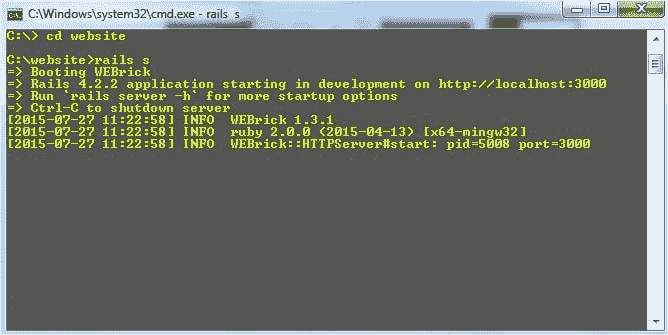 C:\Windows\system32\cmd.exe - rails s
C:\> cd website
C:\website>rails s
=> Booting WEBrick
=> Rails 4.2.2 application starting in development on http://localhost:3000
=> Run `rails server -h` for more startup options
=> Ctrl-C to shutdown server
[2015-07-27 11:22:58] INFO  WEBrick 1.3.1
[2015-07-27 11:22:58] INFO  ruby 2.0.0 (2015-04-13) [x64-mingw32]
[2015-07-27 11:22:58] INFO  WEBrick::HTTPServer#start: pid=5008 port=3000